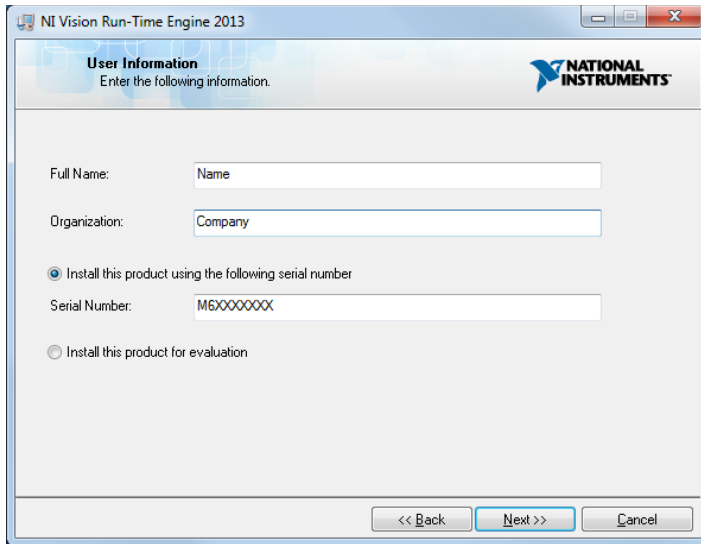 NI Vision Run-Time Engine 2013
User Information
Enter the following information.
NATIONAL
INSTRUMENTS
Full Name:
Name
Organization:
Company
Install this product using the following serial number
Serial Number:
M6XXXXXXX
Install this product for evaluation
<< Back
Next >>
Cancel